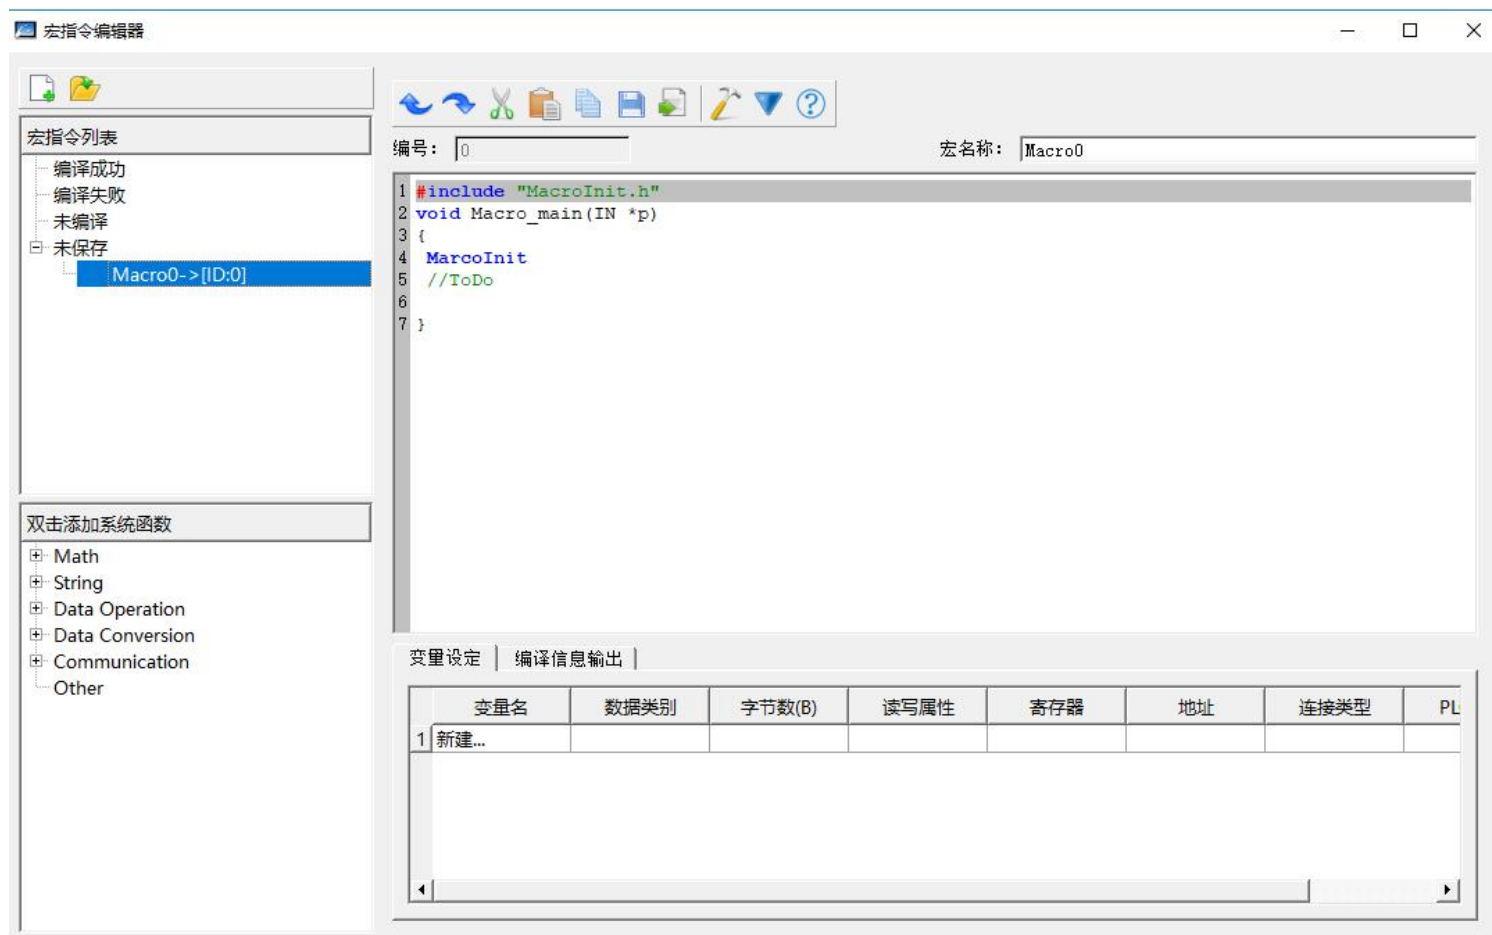 宏指令编辑器
宏指令列表
编译成功
编译失败
未编译
未保存
Macro0->[ID:0]
双击添加系统函数
Math
String
Data Operation
Data Conversion
Communication
Other
编号： 0 宏名称： Macro0
1 #include "MacroInit.h"
2 void Macro_main(IN *p)
3 {
4 MarcoInit
5 //ToDo
6
7 }
变量设定 编译信息输出
变量名 数据类别 字节数(B) 读写属性 寄存器 地址 连接类型 PL
1 新建...